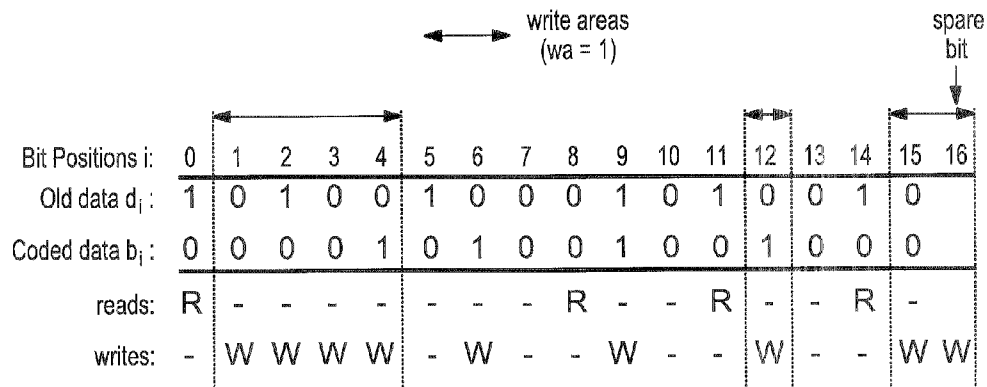 write areas
(wa = 1)
spare
bit
Bit Positions i: 0 1 2 3 4 5 6 7 8 9 10 11 12 13 14 15 16
Old data di : 1 0 1 0 0 1 0 0 0 1 0 1 0 0 1 0
Coded data bi : 0 0 0 0 1 0 1 0 0 1 0 0 1 0 0 0
reads: R - - - - - - - R - - R - - R -
writes: - W W W W - W - - W - - W - - W W